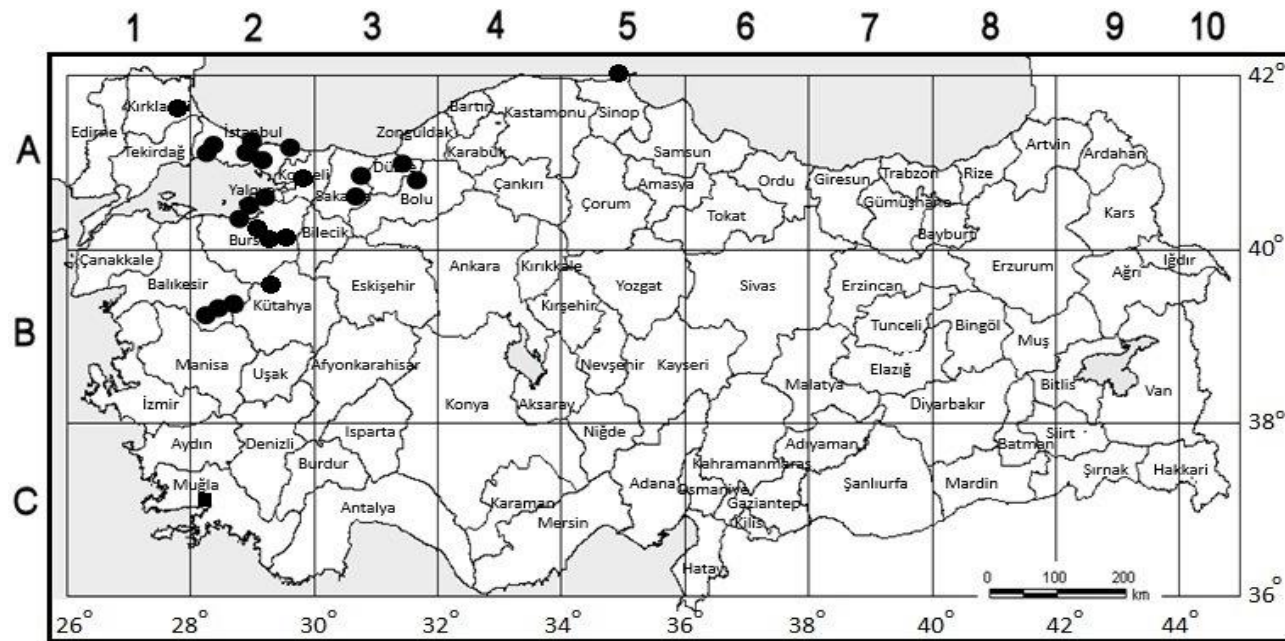 1 2 3 4 5 6 7 8 9 10
42° 42°
Bartın
Kırklareli Kastamonu Sinop
Edirne İstanbul Zonguldak Artvin
A Tekirdağ Karabük Samsun Ardahan
Kocaeli Düzce Trabzon Rize
Yalova Sakarya Bolu Çankırı Amasya Ordu Giresun
Çorum Tokat Gümüşhane Kars
Bursa Bilecik Bayburt
40°
Çanakkale Ankara Kırıkkale Erzurum Iğdır
Balıkesir Kütahya Eskişehir Yozgat Sivas Erzincan Ağrı
Kırşehir
B Tunceli Bingöl Muş
Manisa Uşak Afyonkarahisar Nevşehir Kayseri Elazığ
Malatya Bitlis Van
İzmir Konya Aksaray Diyarbakır
38°
Aydın Denizli Isparta Niğde Adıyaman Batman Siirt
Burdur Kahramanmaraş Şırnak Hakkari
Muğla Adana Osmaniye Şanlıurfa Mardin
C Antalya Karaman Gaziantep
Mersin Kilis
Hatay
0 100 200
km
36°
26° 28° 30° 32° 34° 36° 38° 40° 42° 44°